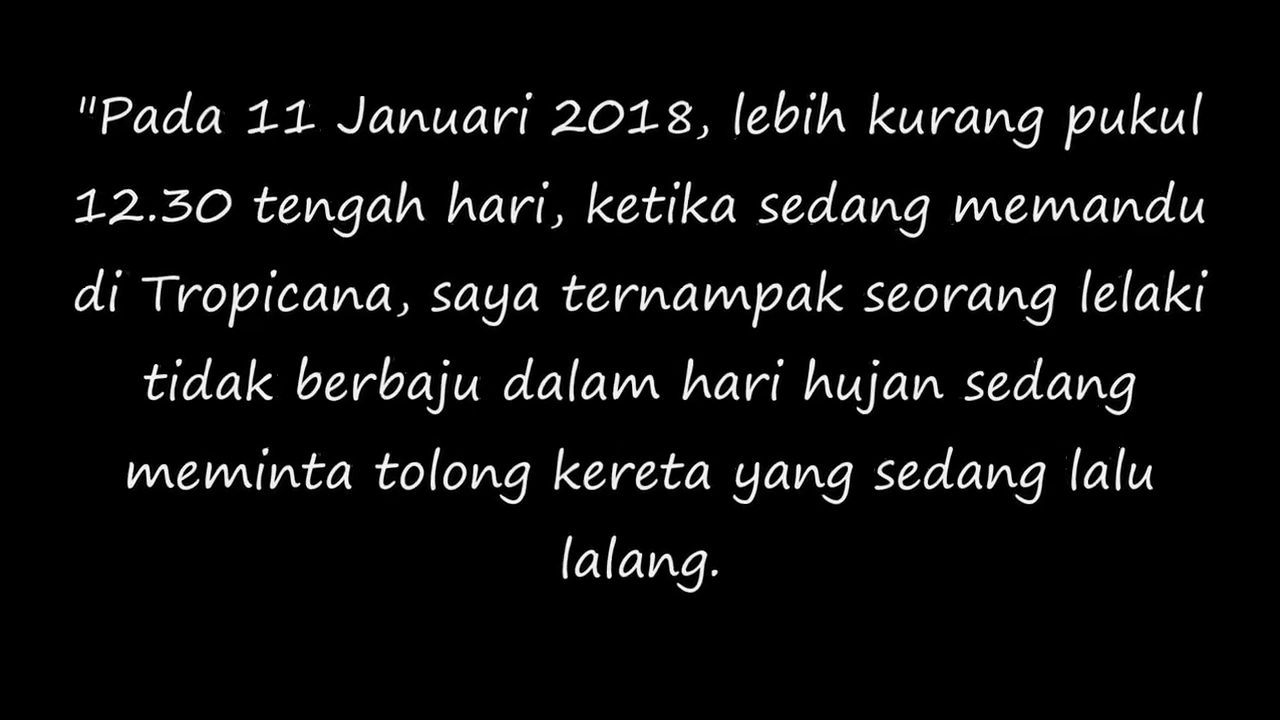 "Pada 11 Januari 2018, lebih kurang pukul
12.30 tengah hari, ketika sedang memandu
di Tropicana, saya ternampak seorang lelaki
tidak berbaju dalam hari hujan sedang
meminta tolong kereta yang sedang lalu
lalang.